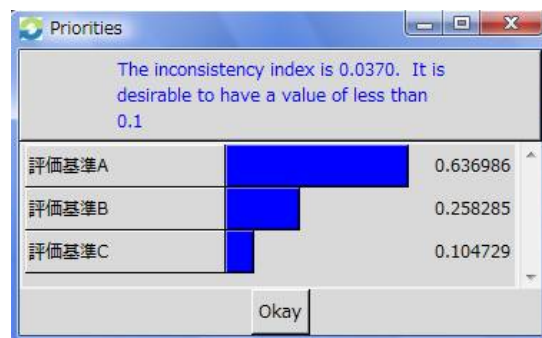 Priorities
The inconsistency index is 0.0370.  It is
desirable to have a value of less than
0.1
評価基準A 0.636986
評価基準B 0.258285
評価基準C 0.104729
Okay